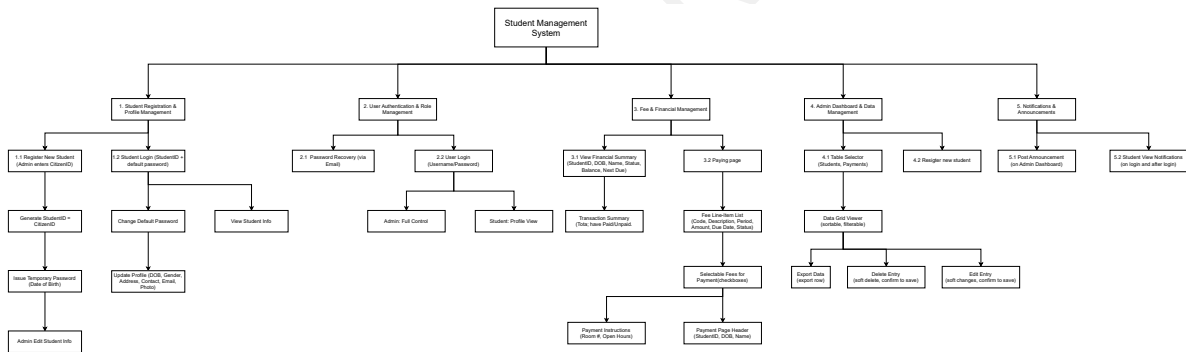 Student Management
System
1. Student Registration &
Profile Management
2. User Authentication & Role
Management
3. Fee & Financial Management
4. Admin Dashboard & Data
Management
5. Notifications &
Announcements
1.1 Register New Student
(Admin enters CitizenID)
1.2 Student Login (StudentID +
default password)
2.1 Password Recovery (via
Email)
2.2 User Login
(Username/Password)
3.1 View Financial Summary
(StudentID, DOB, Name, Status,
Balance, Next Due)
3.2 Paying page
4.1 Table Selector
(Students, Payments)
4.2 Resigter new student
5.1 Post Announcement
(on Admin Dashboard)
5.2 Student View Notifications
(on login and after login)
Generate StudentID =
CitizenID
Change Default Password
View Student Info
Admin: Full Control
Student: Profile View
Transaction Summary
(Tota; have Paid/Unpaid.
Fee Line-Item List
(Code, Description, Period,
Amount, Due Date, Status)
Data Grid Viewer
(sortable, filterable)
Issue Temporary Password
(Date of Birth)
Update Profile (DOB, Gender,
Address, Contact, Email,
Photo)
Selectable Fees for
Payment(checkboxes)
Export Data
(export row)
Delete Entry
(soft delete, confirm to save)
Edit Entry
(soft changes, confirm to save)
Admin Edit Student Info
Payment Instructions
(Room #, Open Hours)
Payment Page Header
(StudentID, DOB, Name)